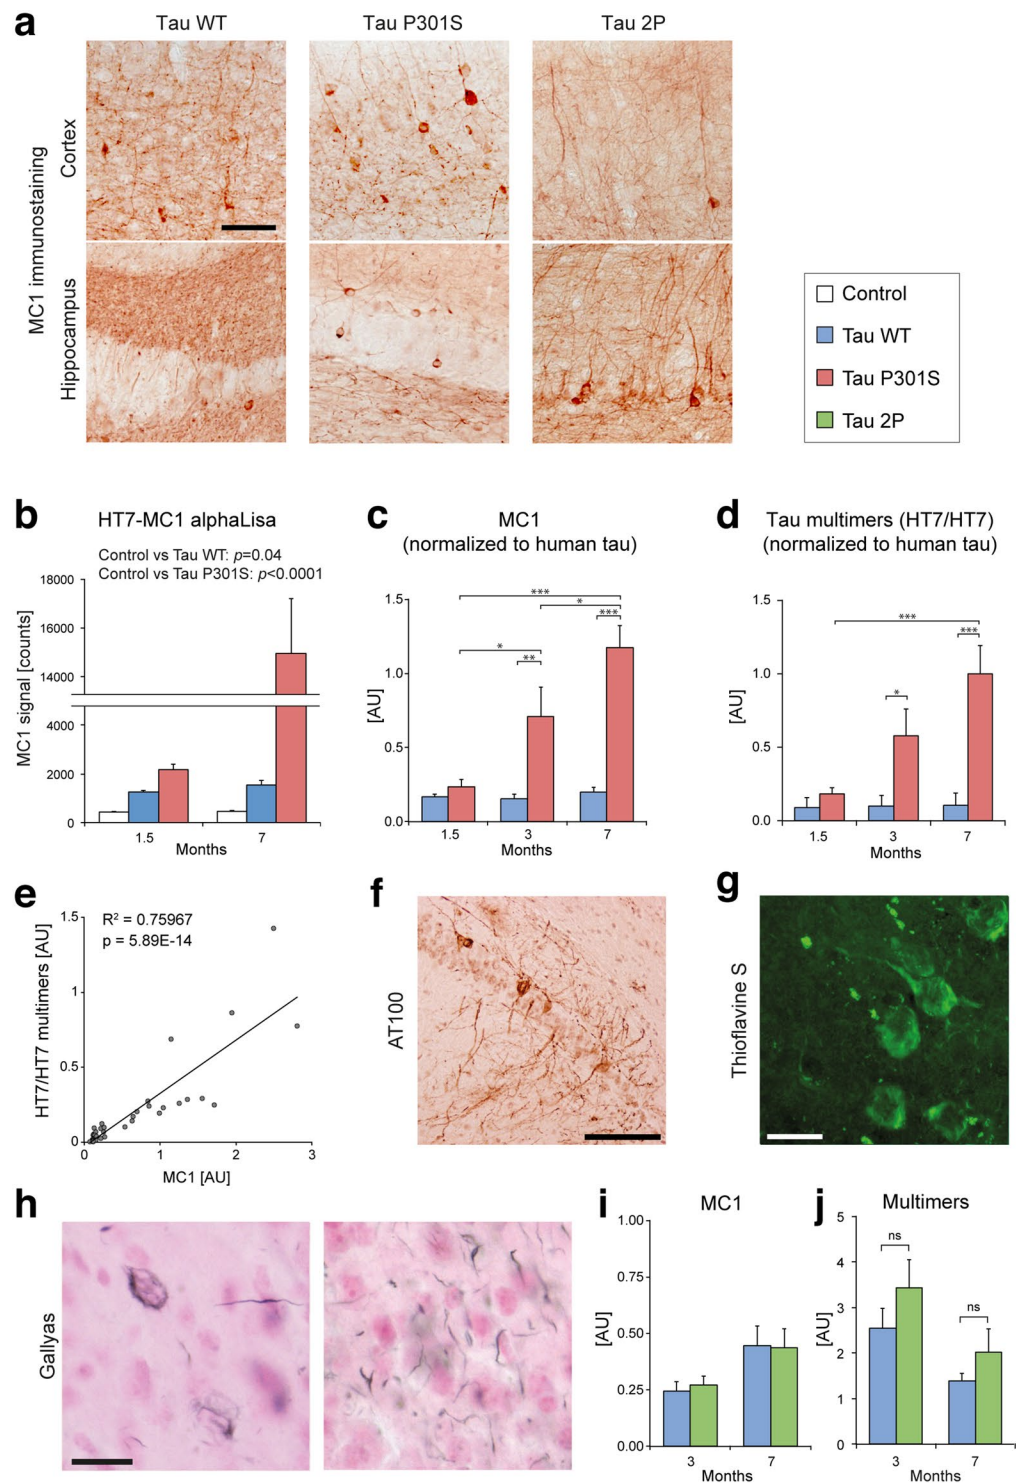 a
Tau WT
Tau P301S
Tau 2P
MC1 immunostaining
Cortex
Hippocampus
Control
Tau WT
Tau P301S
Tau 2P
b
HT7-MC1 alphaLisa
Control vs Tau WT: p=0.04
Control vs Tau P301S: p<0.0001
MC1 signal [counts]
18000
16000
14000
4000
2000
0
1.5
7
Months
c
MC1
(normalized to human tau)
[AU]
1.5
1.0
0.5
0.0
***
*
***
*
**
1.5
3
7
Months
d
Tau multimers (HT7/HT7)
(normalized to human tau)
[AU]
1.5
1.0
0.5
0.0
***
***
*
1.5
3
7
Months
e
R² = 0.75967
p = 5.89E-14
HT7/HT7 multimers [AU]
1.5
1
0.5
0
0
1
2
3
MC1 [AU]
f
AT100
g
Thioflavine S
h
Gallyas
i
MC1
[AU]
1.00
0.75
0.50
0.25
0.00
3
7
Months
j
Multimers
[AU]
5
4
3
2
1
0
ns
ns
3
7
Months